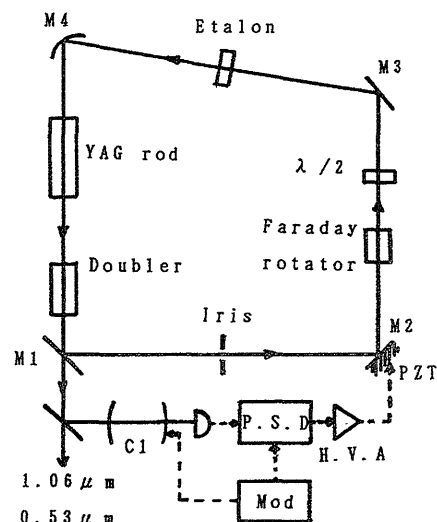 M4
Etalon
M3
YAG rod
λ/2
Faraday
rotator
Doubler
Iris
M2
M1
PZT
C1
P.S.D
H.V.A
1.06μm
Mod
0.53μm